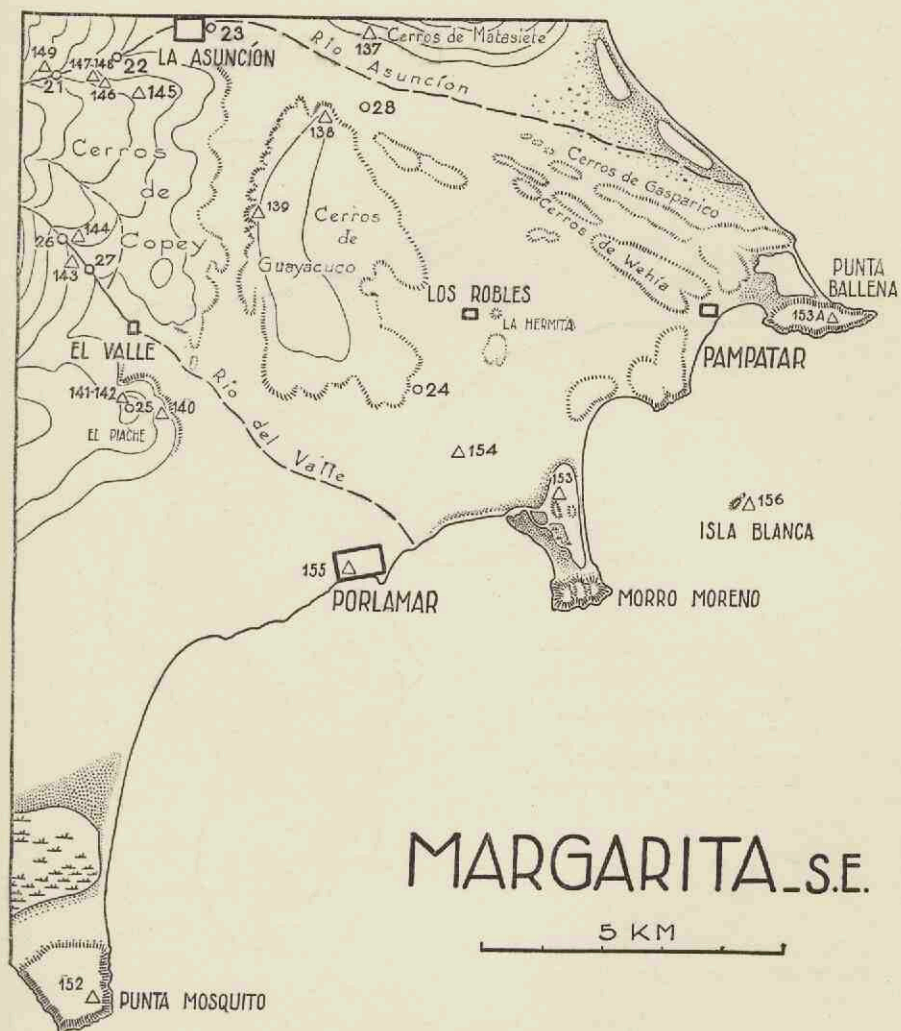 23
LA ASUNCIÓN
Río Asunción
137
Cerros de Matasiete
149
147-148
22
21
146
145
28
138
Cerros de Copey
139
Cerros de Guayacuco
Cerros de Gasparico
Cerros de Wehía
144
26
143
27
PUNTA BALLENA
153A
LOS ROBLES
LA HERMITA
PAMPATAR
EL VALLE
Río del Valle
141-142
25
140
EL PIACHE
24
154
153
156
ISLA BLANCA
155
PORLAMAR
MORRO MORENO
MARGARITA_S.E.
5 KM
152
PUNTA MOSQUITO